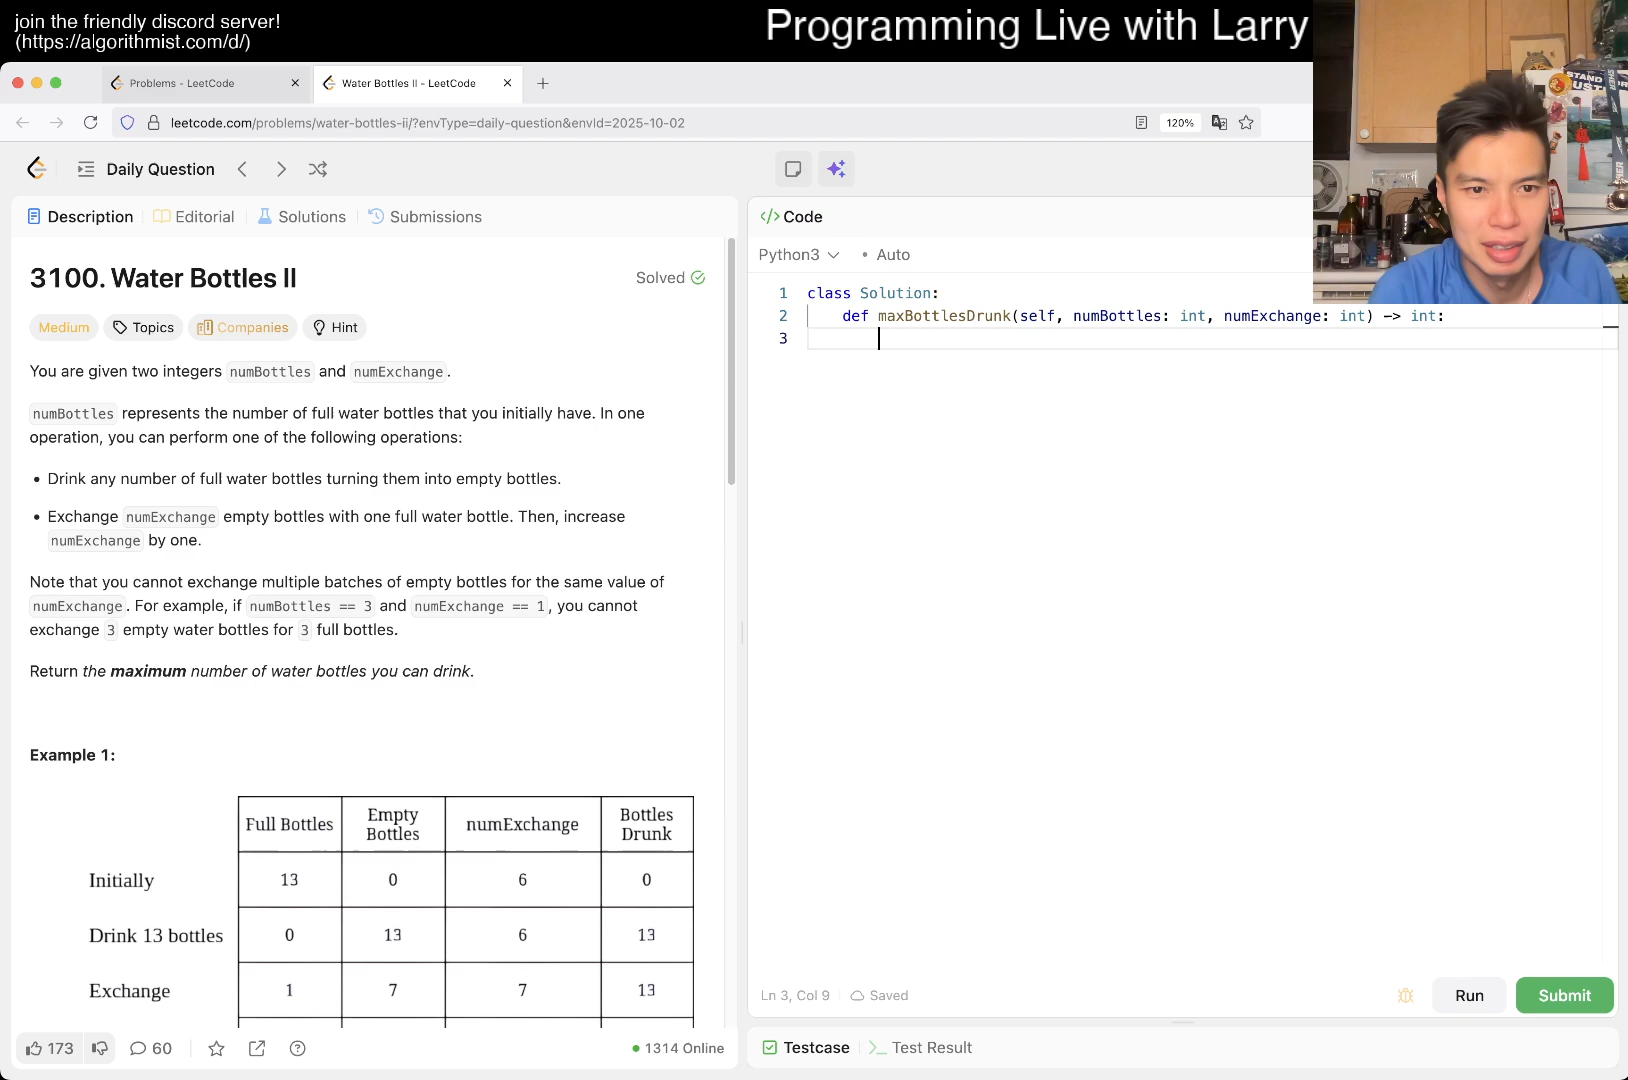 join the friendly discord server!
(https://algorithmist.com/d/)
Programming Live with Larry
Problems - LeetCode
Water Bottles II - LeetCode
leetcode.com/problems/water-bottles-ii/?envType=daily-question&envId=2025-10-02
120%
Daily Question
Description
Editorial
Solutions
Submissions
3100. Water Bottles II
Solved
Medium
Topics
Companies
Hint
You are given two integers numBottles and numExchange.
numBottles represents the number of full water bottles that you initially have. In one
operation, you can perform one of the following operations:
• Drink any number of full water bottles turning them into empty bottles.
• Exchange numExchange empty bottles with one full water bottle. Then, increase
numExchange by one.
Note that you cannot exchange multiple batches of empty bottles for the same value of
numExchange. For example, if numBottles == 3 and numExchange == 1, you cannot
exchange 3 empty water bottles for 3 full bottles.
Return the maximum number of water bottles you can drink.
Example 1:
Full Bottles Empty Bottles numExchange Bottles Drunk
Initially 13 0 6 0
Drink 13 bottles 0 13 6 13
Exchange 1 7 7 13
173
60
1314 Online
Code
Python3
• Auto
1 class Solution:
2 def maxBottlesDrunk(self, numBottles: int, numExchange: int) -> int:
3
Ln 3, Col 9
Saved
Run
Submit
Testcase
Test Result